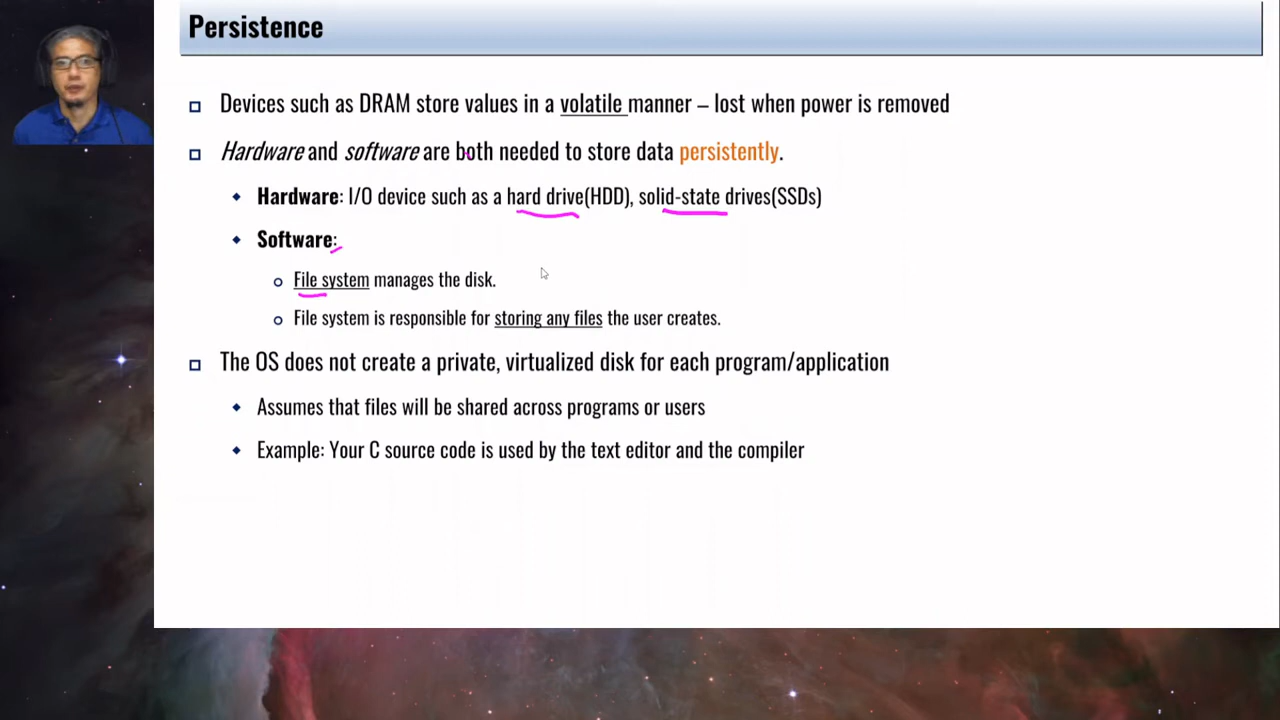 Persistence
Devices such as DRAM store values in a volatile manner – lost when power is removed
Hardware and software are both needed to store data persistently.
Hardware: I/O device such as a hard drive(HDD), solid-state drives(SSDs)
Software:
File system manages the disk.
File system is responsible for storing any files the user creates.
The OS does not create a private, virtualized disk for each program/application
Assumes that files will be shared across programs or users
Example: Your C source code is used by the text editor and the compiler